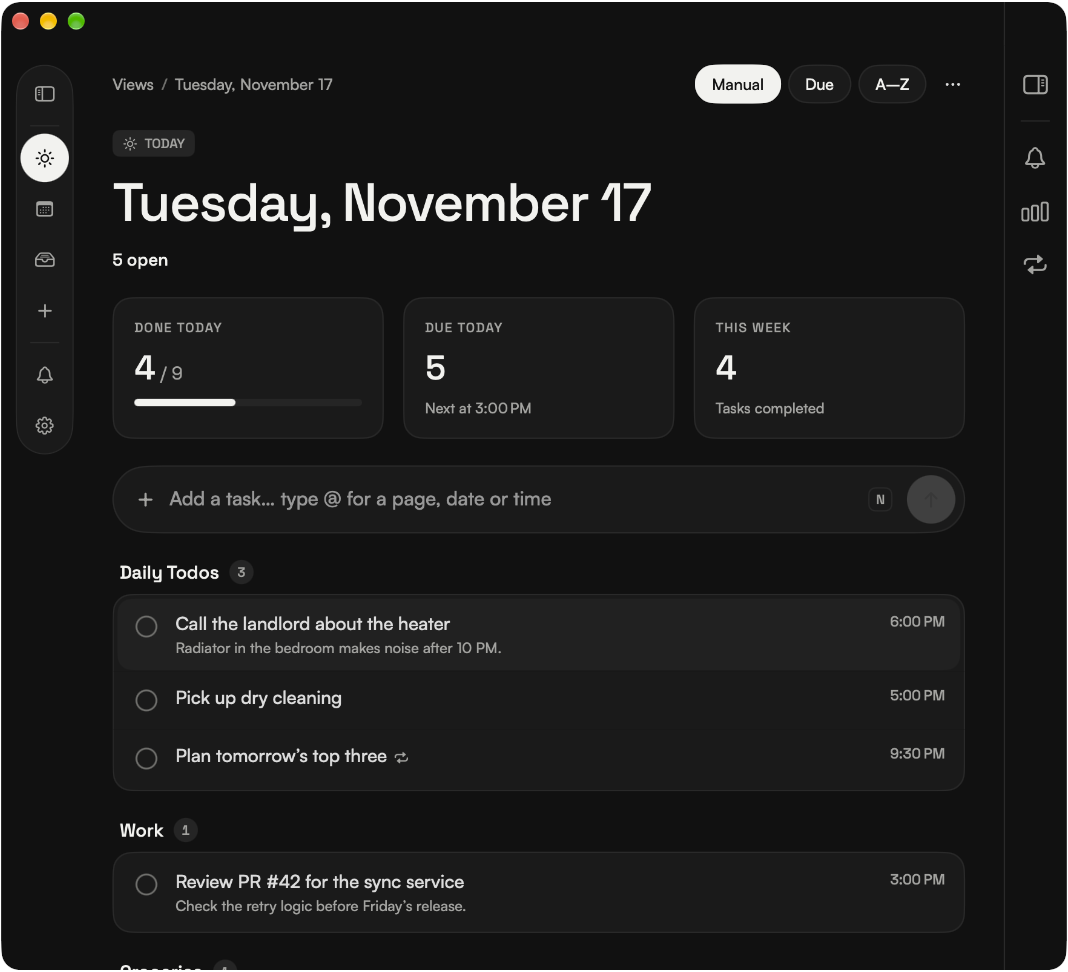 Views / Tuesday, November 17
Manual
Due
A—Z
TODAY
Tuesday, November 17
5 open
DONE TODAY
4 / 9
DUE TODAY
5
Next at 3:00 PM
THIS WEEK
4
Tasks completed
Add a task... type @ for a page, date or time
N
Daily Todos 3
Call the landlord about the heater 6:00 PM
Radiator in the bedroom makes noise after 10 PM.
Pick up dry cleaning 5:00 PM
Plan tomorrow’s top three 9:30 PM
Work 1
Review PR #42 for the sync service 3:00 PM
Check the retry logic before Friday’s release.